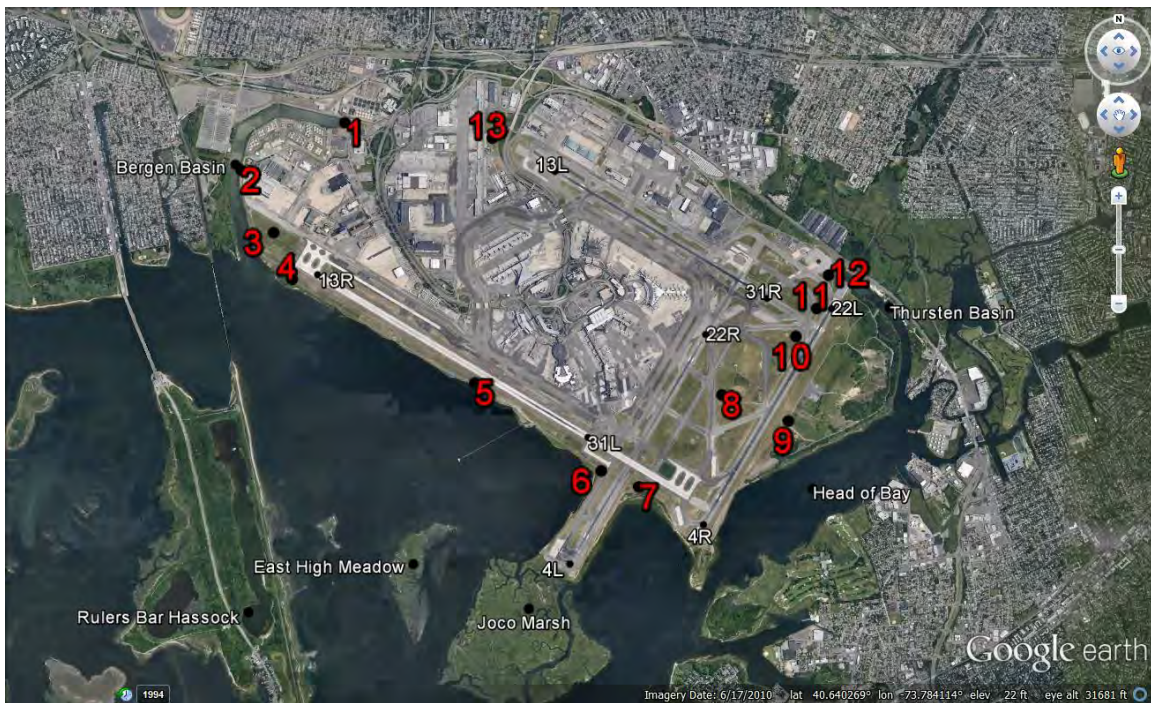 N
1
13
Bergen Basin
2
13L
3
4
13R
12
31R
11
22L
Thursten Basin
22R
10
5
8
9
31L
6
7
Head of Bay
4R
4L
East High Meadow
Rulers Bar Hassock
Joco Marsh
Google earth
1994
Imagery Date: 6/17/2010 lat 40.640269° lon -73.784114° elev 22 ft eye alt 31681 ft